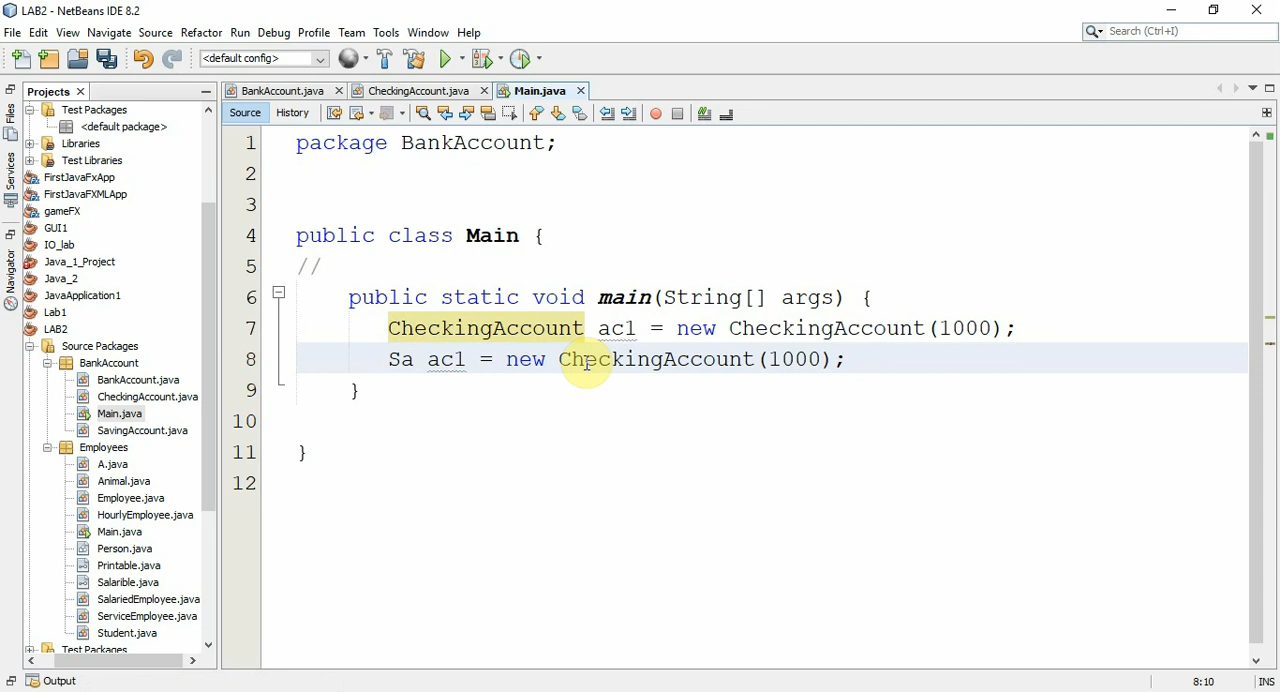 LAB2 - NetBeans IDE 8.2
File Edit View Navigate Source Refactor Run Debug Profile Team Tools Window Help
Search (Ctrl+I)
<default config>
Projects
BankAccount.java CheckingAccount.java Main.java
Source History
Files
Services
Navigator
Test Packages
<default package>
Libraries
Test Libraries
FirstJavaFxApp
FirstJavaFXMLApp
gameFX
GUI1
IO_lab
Java_1_Project
Java_2
JavaApplication1
Lab1
LAB2
Source Packages
BankAccount
BankAccount.java
CheckingAccount.java
Main.java
SavingAccount.java
Employees
A.java
Animal.java
Employee.java
HourlyEmployee.java
Main.java
Person.java
Printable.java
Salarible.java
SalariedEmployee.java
ServiceEmployee.java
Student.java
Test Packages
1 package BankAccount;
2
3
4 public class Main {
5 //
6 public static void main(String[] args) {
7 CheckingAccount ac1 = new CheckingAccount(1000);
8 Sa ac1 = new CheckingAccount(1000);
9 }
10
11 }
12
Output
8:10 INS